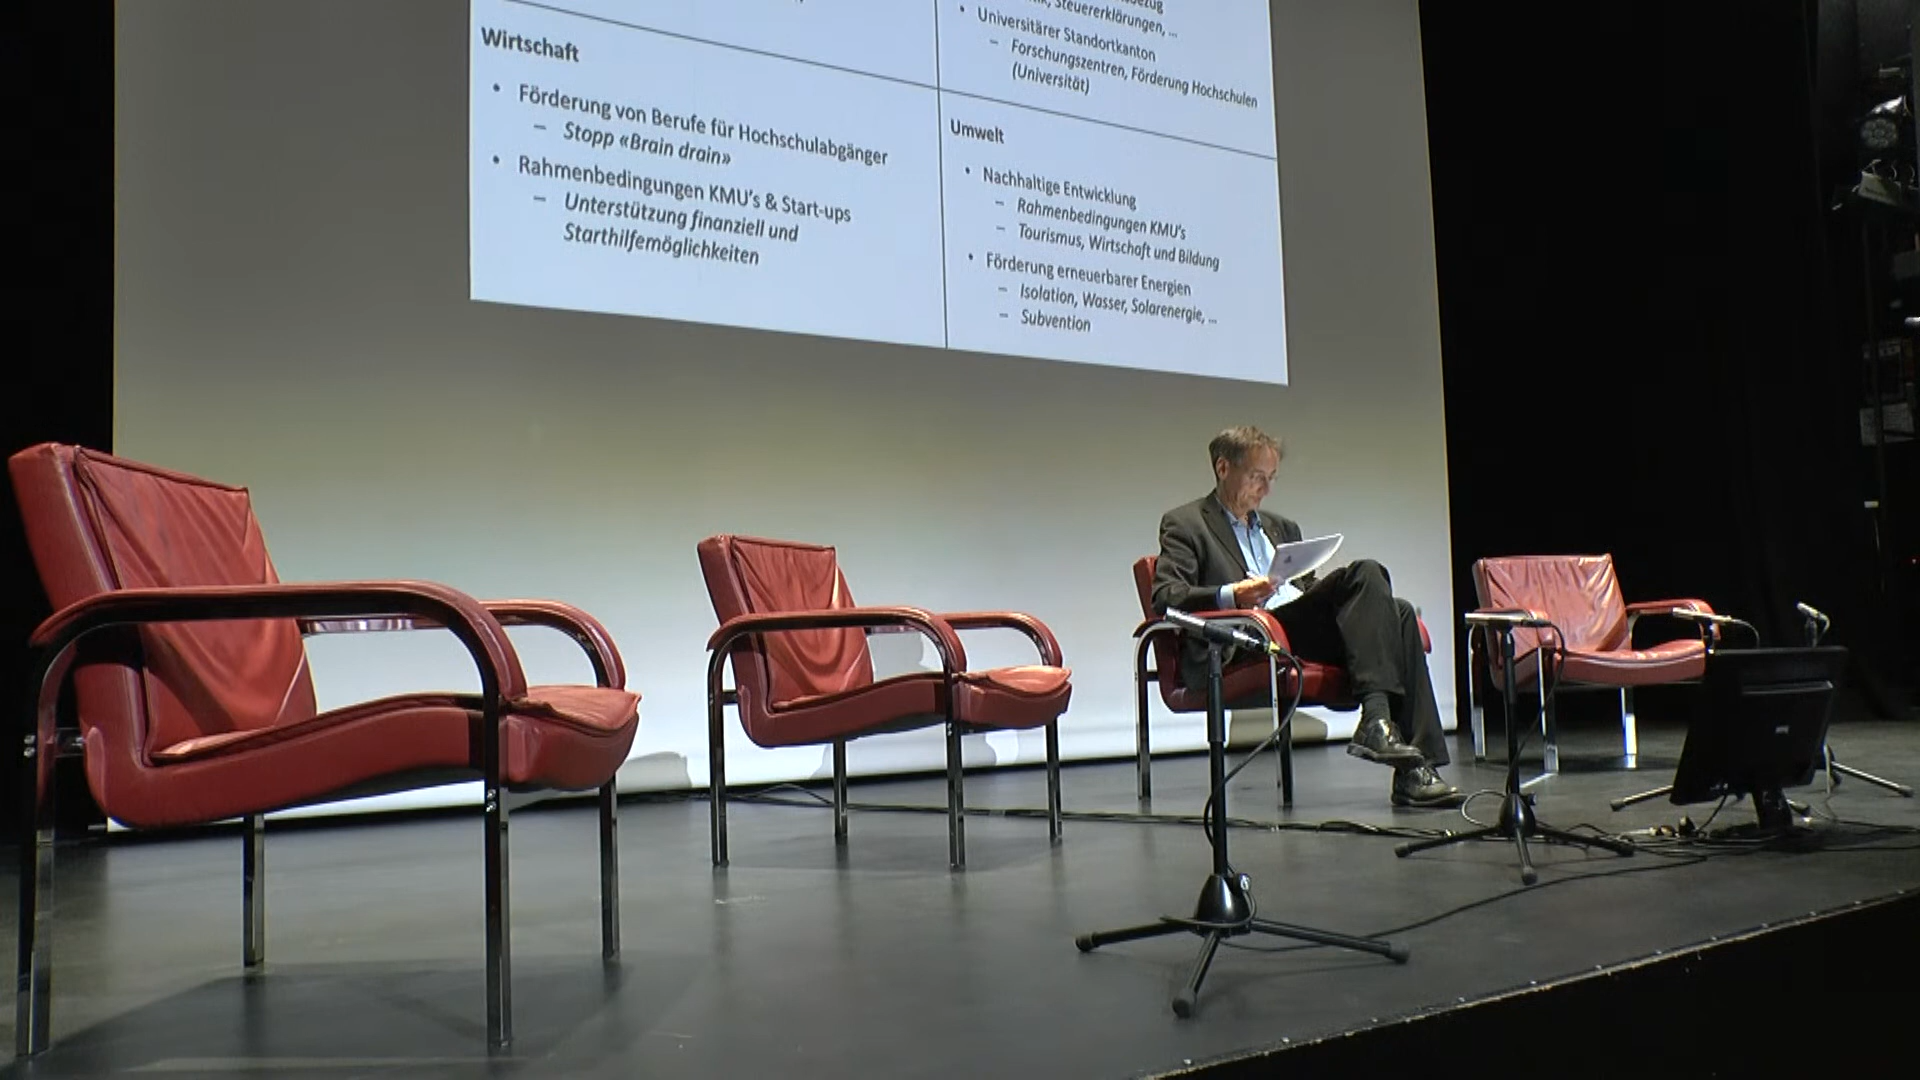 Wirtschaft
• Förderung von Berufe für Hochschulabgänger
– Stopp «Brain drain»
• Rahmenbedingungen KMU's & Start-ups
– Unterstützung finanziell und
Starthilfemöglichkeiten
Steuererklärungen, ...
• Universitärer Standortkanton
– Forschungszentren, Förderung Hochschulen
(Universität)
Umwelt
• Nachhaltige Entwicklung
– Rahmenbedingungen KMU's
– Tourismus, Wirtschaft und Bildung
• Förderung erneuerbarer Energien
– Isolation, Wasser, Solarenergie, ...
– Subvention